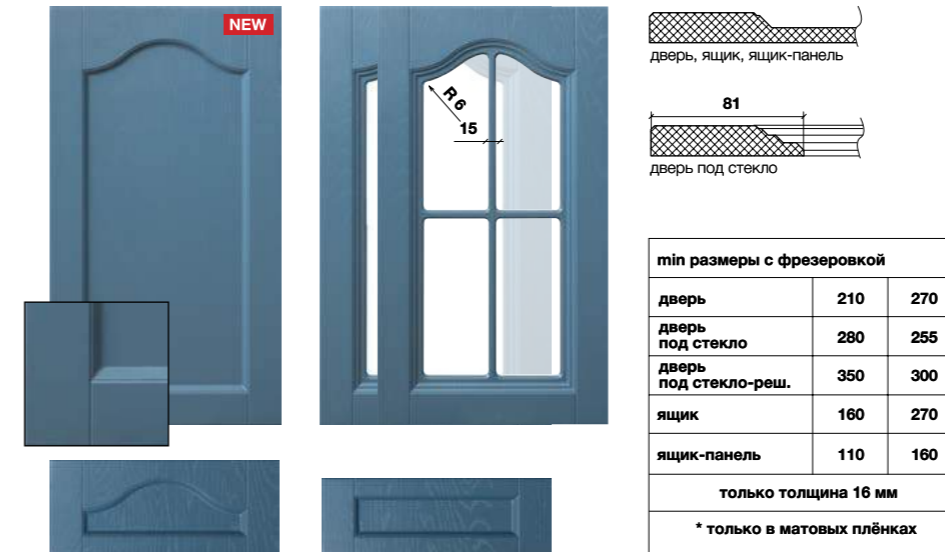 NEW
R 6
15
дверь, ящик, ящик-панель
81
дверь под стекло
min размеры с фрезеровкой
дверь 210 270
дверь
под стекло 280 255
дверь
под стекло-реш. 350 300
ящик 160 270
ящик-панель 110 160
только толщина 16 мм
* только в матовых плёнках